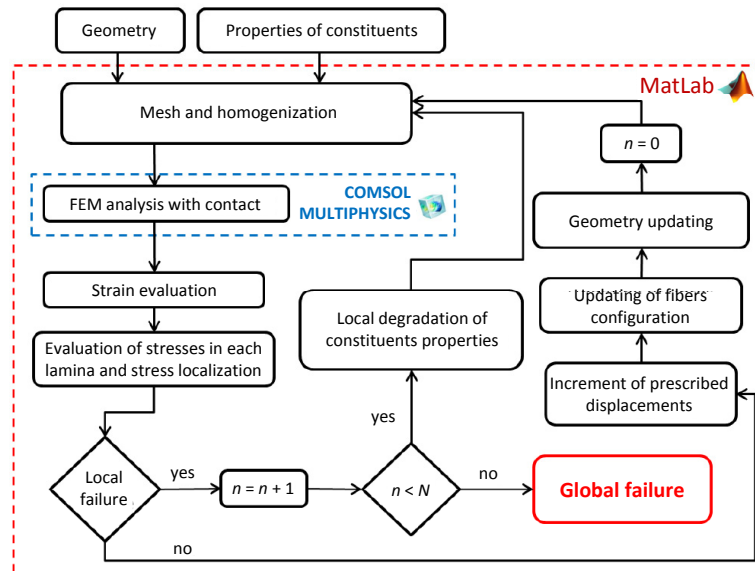 Geometry
Properties of constituents
MatLab
Mesh and homogenization
n = 0
COMSOL
MULTIPHYSICS
FEM analysis with contact
Geometry updating
Strain evaluation
Updating of fibers
configuration
Local degradation of
constituents properties
Evaluation of stresses in each
lamina and stress localization
Increment of prescribed
displacements
yes
Local
failure
yes
n = n + 1
n < N
no
Global failure
no